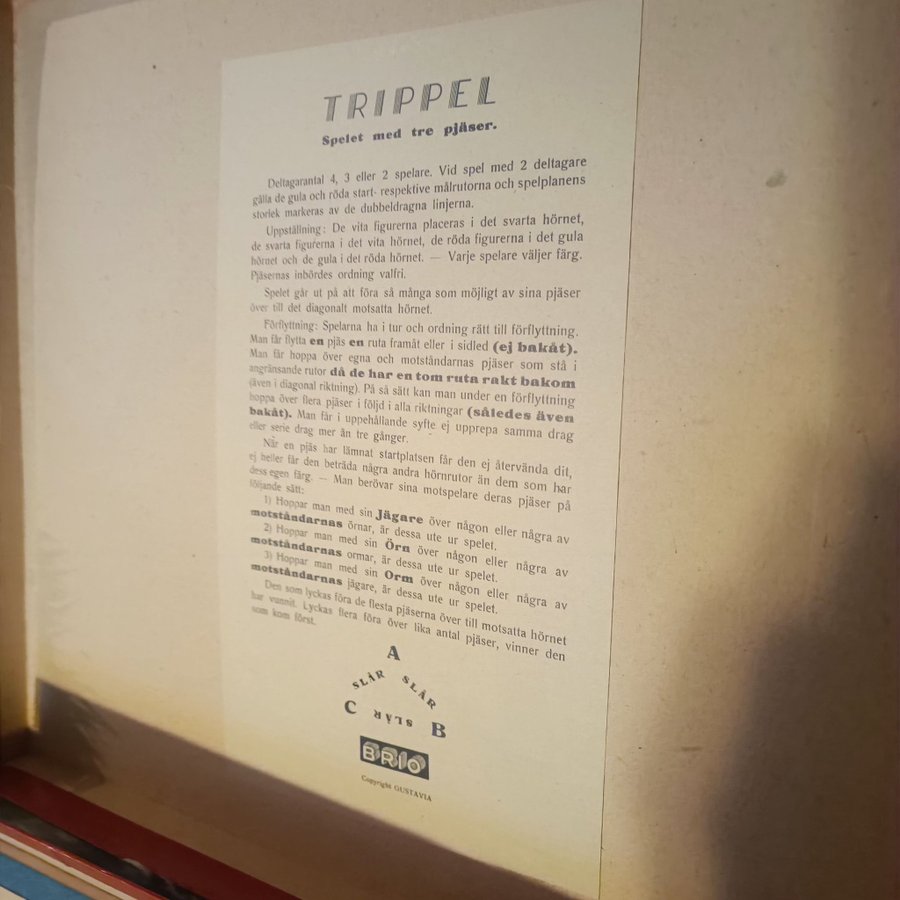 TRIPPEL
Spelet med tre pjäser.
Deltagarantal 4, 3 eller 2 spelare. Vid spel med 2 deltagare
gälla de gula och röda start- respektive målrutorna och spelplanens
storlek markeras av de dubbeldragna linjerna.
Uppställning: De vita figurerna placeras i det svarta hörnet,
de svarta figurerna i det vita hörnet, de röda figurerna i det gula
hörnet och de gula i det röda hörnet. — Varje spelare väljer färg.
Pjäsernas inbördes ordning valfri.
Spelet går ut på att föra så många som möjligt av sina pjäser
över till det diagonalt motsatta hörnet.
Förflyttning: Spelarna ha i tur och ordning rätt till förflyttning.
Man får flytta en pjäs en ruta framåt eller i sidled (ej bakåt).
Man får hoppa över egna och motståndarnas pjäser som stå i
angränsande rutor då de har en tom ruta rakt bakom
(även i diagonal riktning). På så sätt kan man under en förflyttning
hoppa över flera pjäser i följd i alla riktningar (således även
bakåt). Man får i uppehållande syfte ej upprepa samma drag
eller serie drag mer än tre gånger.
När en pjäs har lämnat startplatsen får den ej återvända dit,
ej heller får den beträda några andra hörnrutor än dem som har
dess egen färg. — Man berövar sina motspelare deras pjäser på
följande sätt:
1) Hoppar man med sin Jägare över någon eller några av
motståndarnas örnar, är dessa ute ur spelet.
2) Hoppar man med sin Örn över någon eller några av
motståndarnas ormar, är dessa ute ur spelet.
3) Hoppar man med sin Orm över någon eller några av
motståndarnas jägare, är dessa ute ur spelet.
Den som lyckas föra de flesta pjäserna över till motsatta hörnet
har vunnit. Lyckas flera föra över lika antal pjäser, vinner den
som kom först.
A
SLÅR SLÅR
C SLÅR B
BRIO
Copyright GUSTAVIA